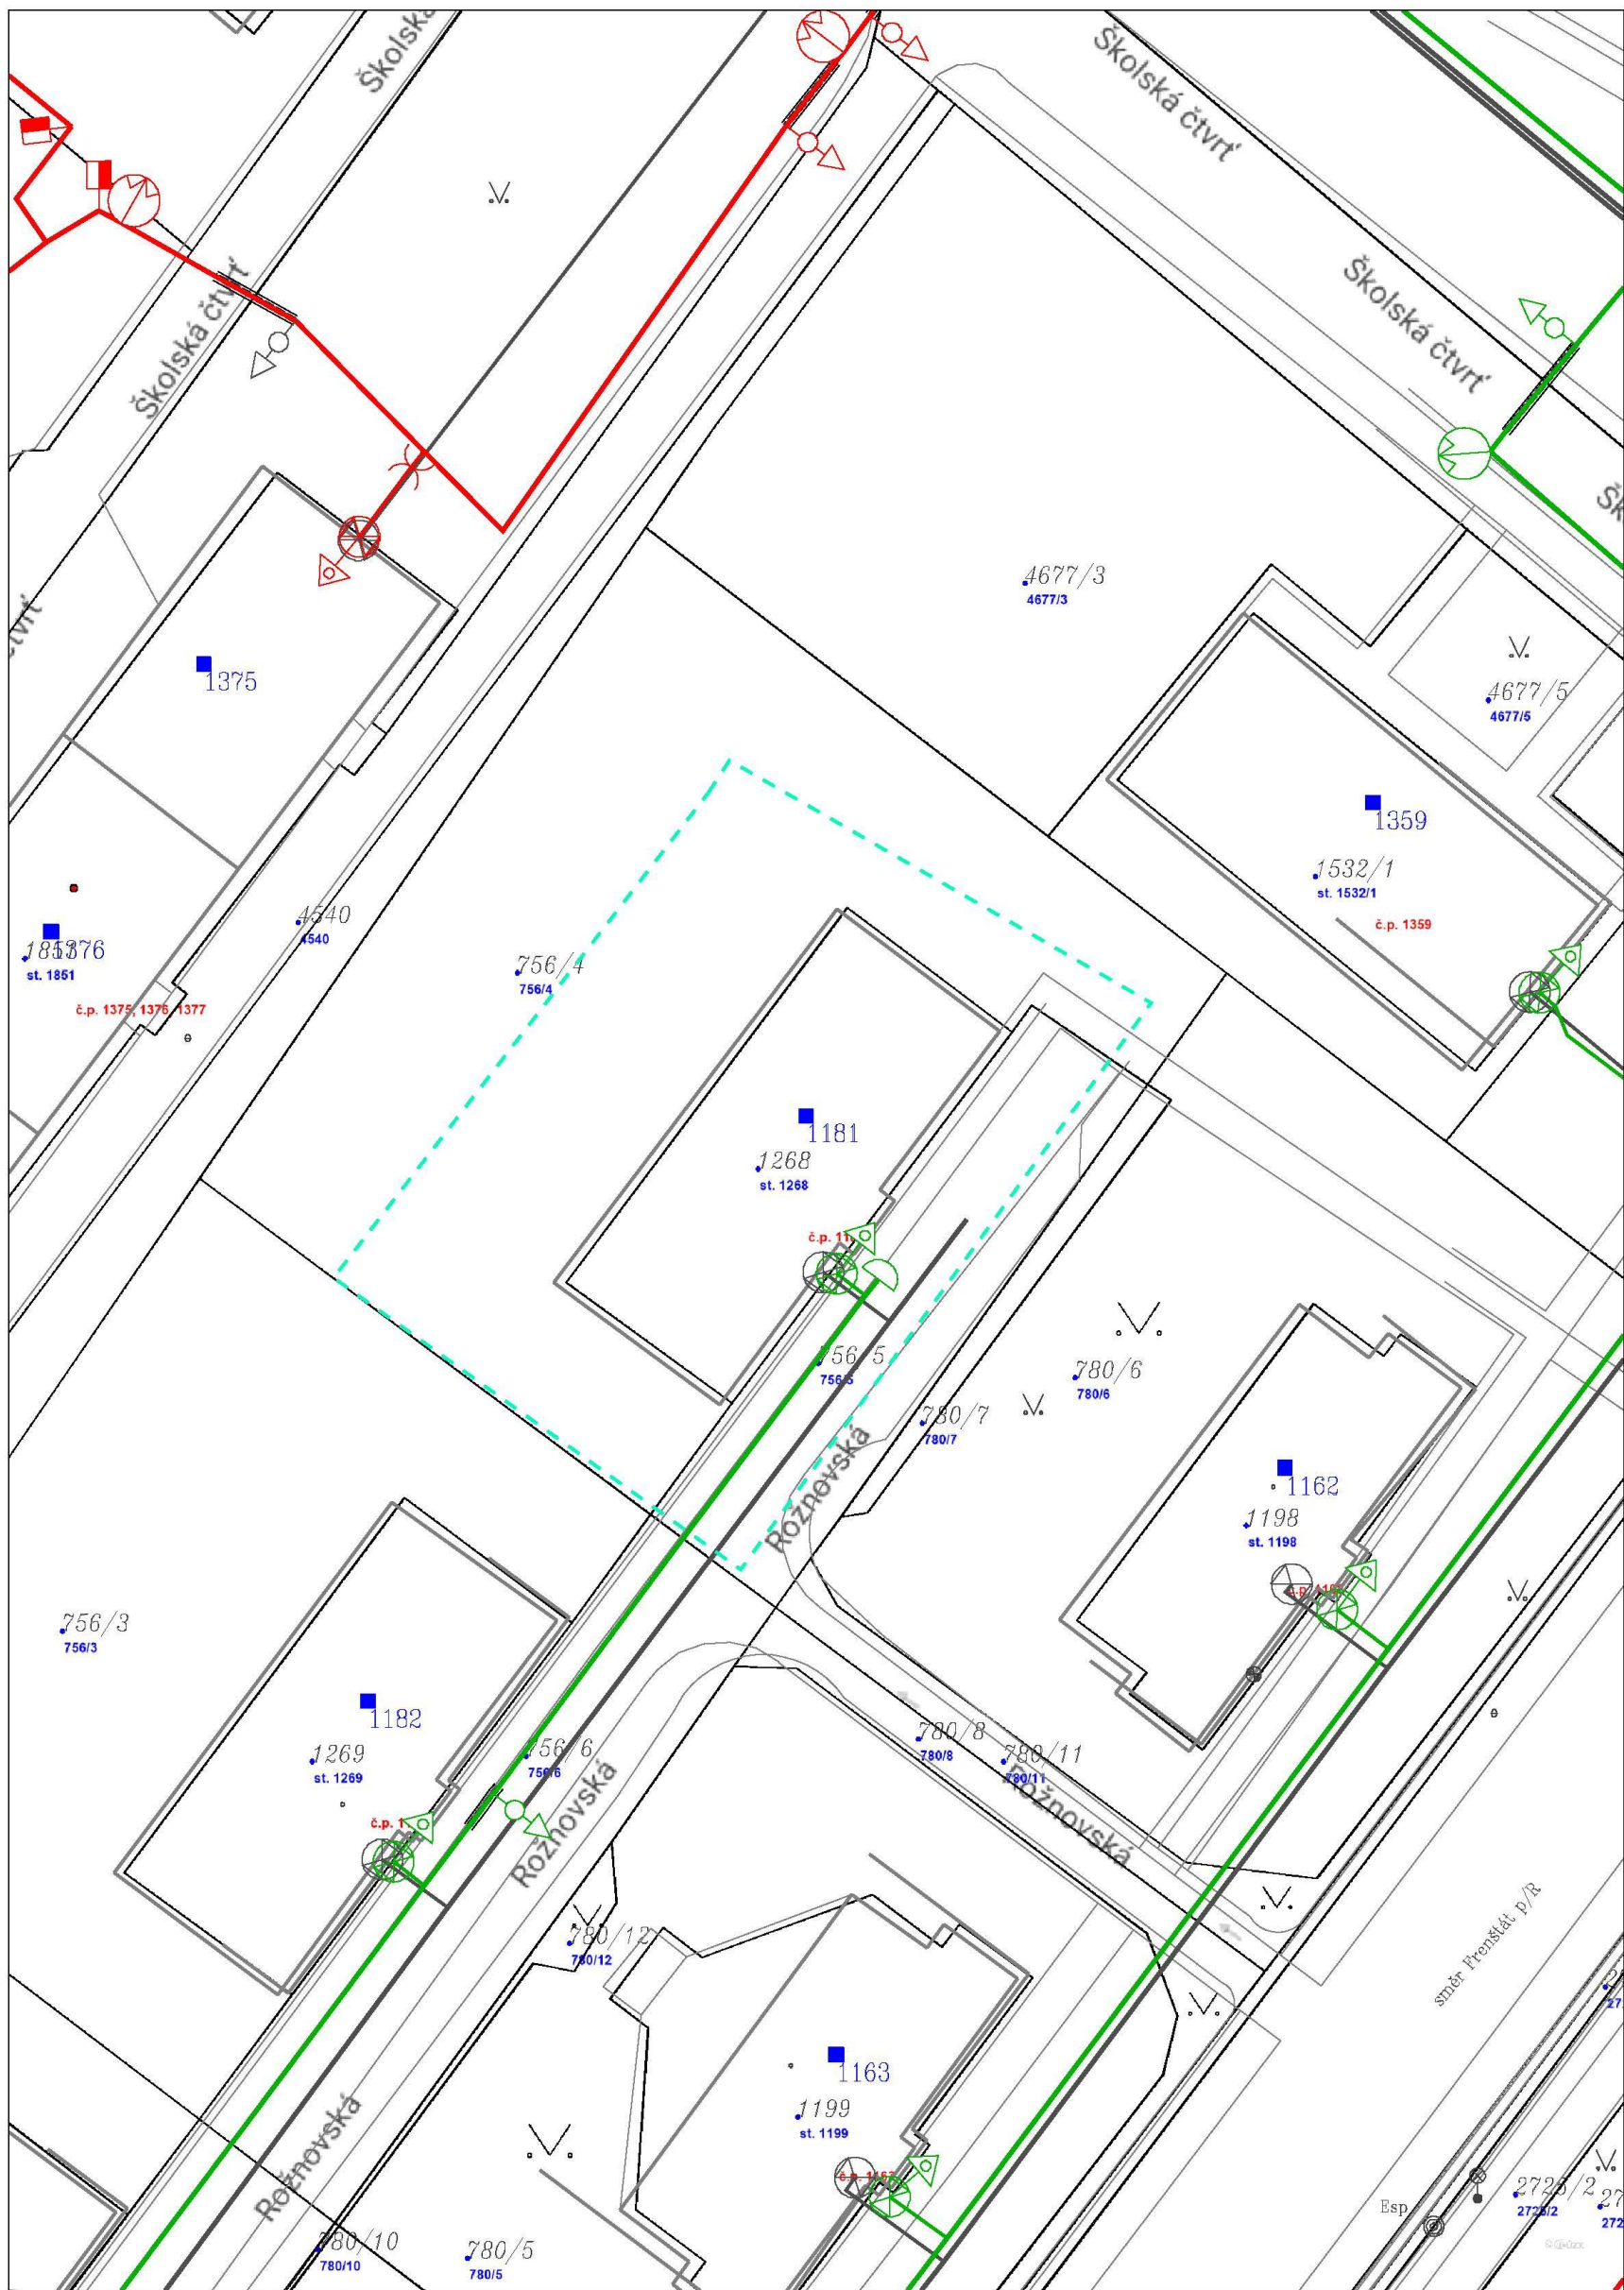 Školská
Školská čtvrť
Školská čtvrť
Školská čtvrť
4677/3
4677/3
1375
4677/5
4677/5
1359
1532/1
st. 1532/1
č.p. 1359
4540
4540
1376
st. 1851
756/4
756/4
č.p. 1375, 1376, 1377
1181
1268
st. 1268
č.p.
756/5
780/6
780/6
780/7
780/7
Rožnovská
1162
1198
st. 1198
756/3
756/3
1182
1269
st. 1269
756/6
780/8
780/8
780/11
780/11
Rožnovská
Rožnovská
č.p. 1
780/12
780/12
směr Frenštát p/R
1163
1199
st. 1199
Rožnovská
č.p. 1163
Esp
2723/2
780/10
780/10
780/5
780/5